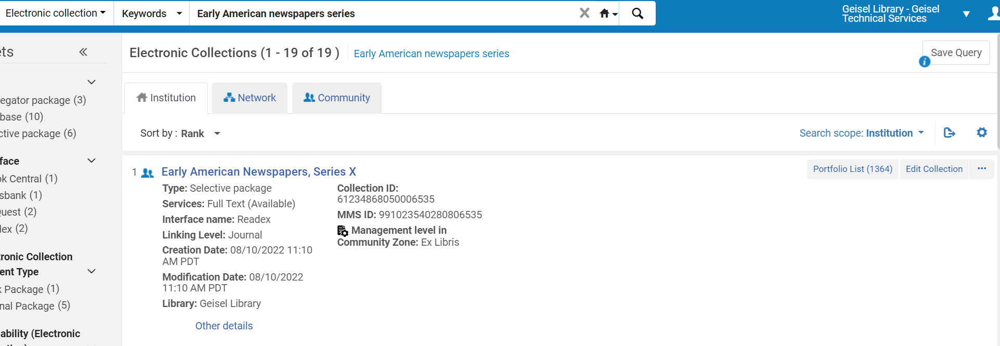 Electronic collection Keywords Early American newspapers series Geisel Library - Geisel
Technical Services
ets
Electronic Collections (1 - 19 of 19 ) Early American newspapers series Save Query
Institution Network Community
egator package (3)
base (10)
ctive package (6)
Sort by : Rank Search scope: Institution
face
ok Central (1)
sbank (1)
Quest (2)
lex (2)
tronic Collection
ent Type
k Package (1)
nal Package (5)
ability (Electronic
1 Early American Newspapers, Series X Portfolio List (1364) Edit Collection ...
Type: Selective package
Services: Full Text (Available)
Interface name: Readex
Linking Level: Journal
Creation Date: 08/10/2022 11:10
AM PDT
Modification Date: 08/10/2022
11:10 AM PDT
Library: Geisel Library
Other details
Collection ID:
61234868050006535
MMS ID: 991023540280806535
Management level in
Community Zone: Ex Libris